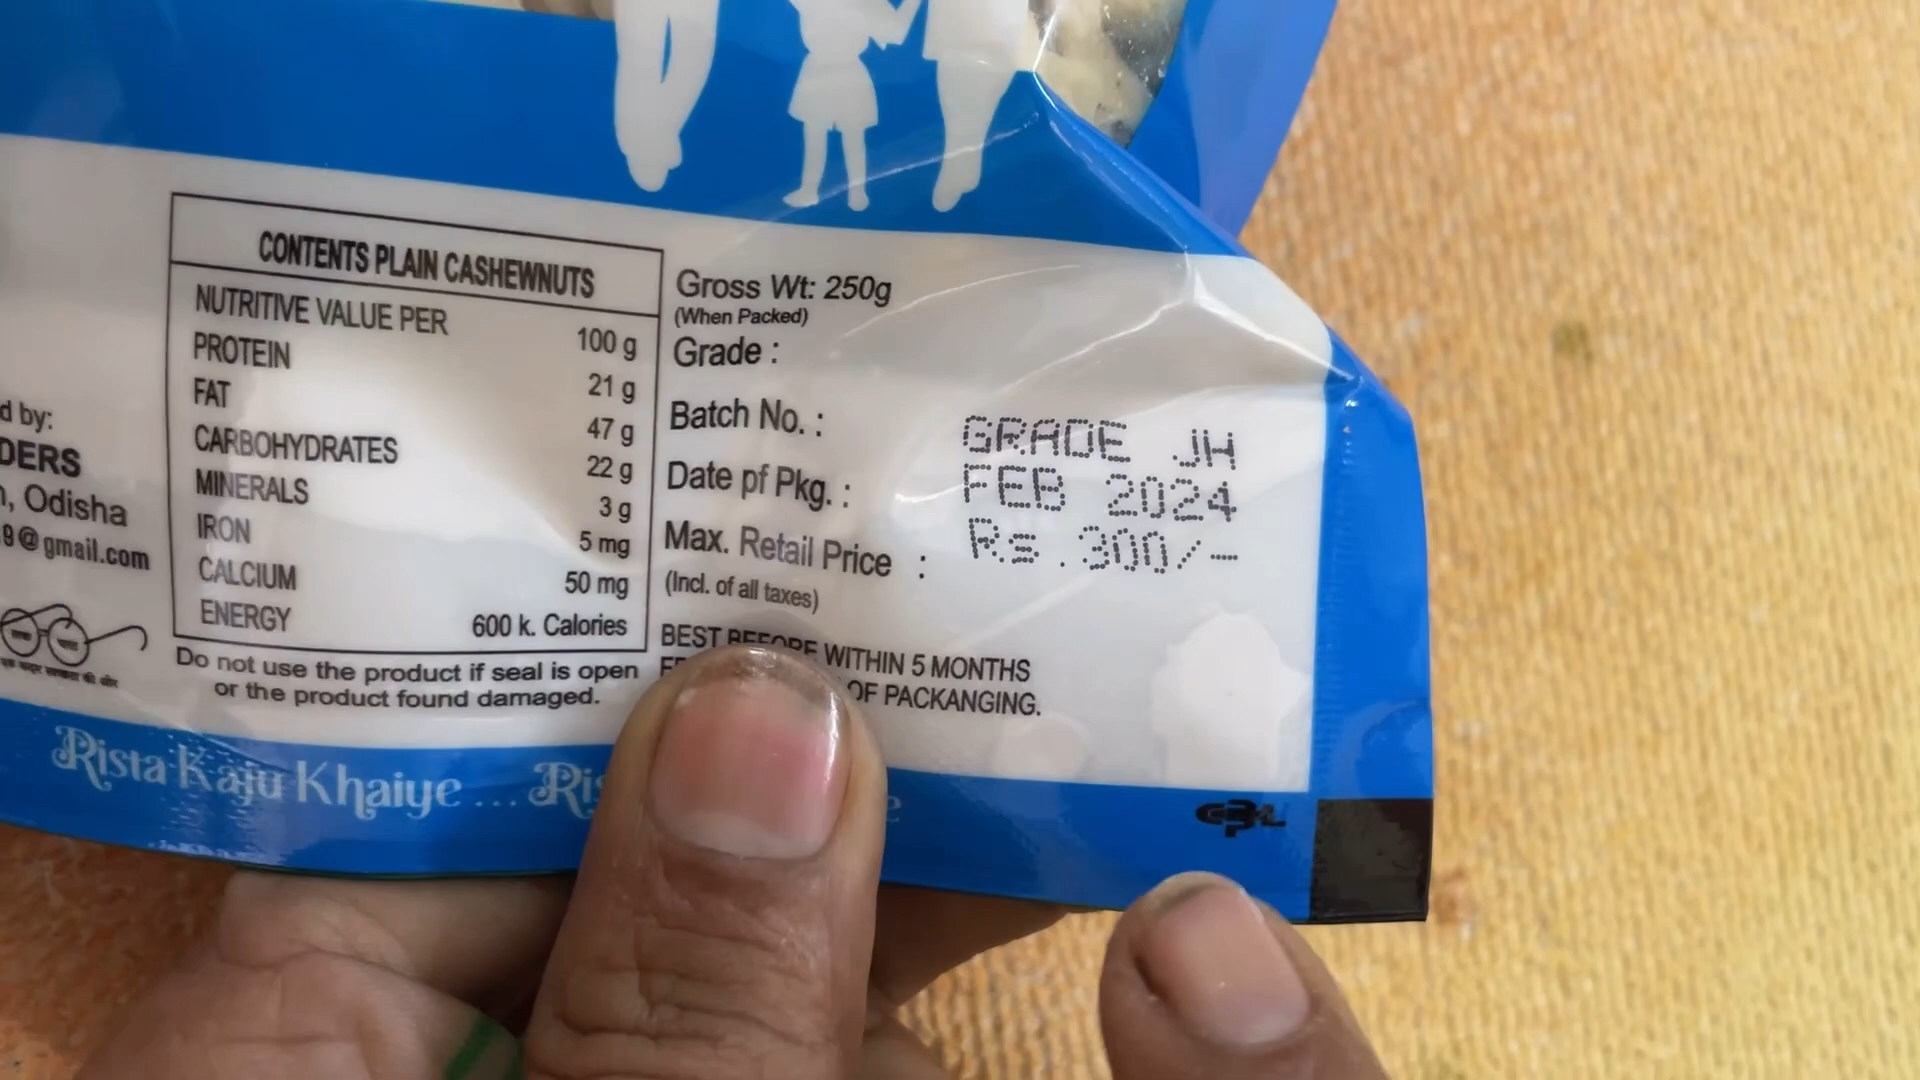 CONTENTS PLAIN CASHEWNUTS
NUTRITIVE VALUE PER 100 g
PROTEIN 21 g
FAT 47 g
CARBOHYDRATES 22 g
MINERALS 3 g
IRON 5 mg
CALCIUM 50 mg
ENERGY 600 k. Calories
Do not use the product if seal is open
or the product found damaged.
d by:
DERS
, Odisha
9@gmail.com
Gross Wt: 250g
(When Packed)
Grade :
Batch No. :
Date pf Pkg. :
Max. Retail Price :
(Incl. of all taxes)
GRADE JH
FEB 2024
Rs.300/-
BEST BEFORE WITHIN 5 MONTHS
OF PACKANGING.
Rista Kaju Khaiye ... Ris